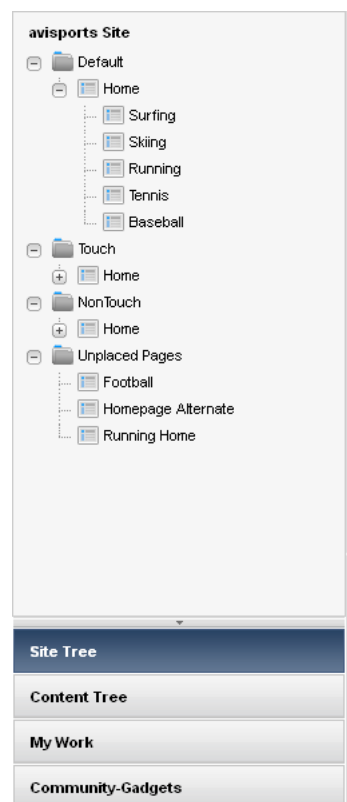 avisports Site
Default
Home
Surfing
Skiing
Running
Tennis
Baseball
Touch
Home
NonTouch
Home
Unplaced Pages
Football
Homepage Alternate
Running Home
Site Tree
Content Tree
My Work
Community-Gadgets